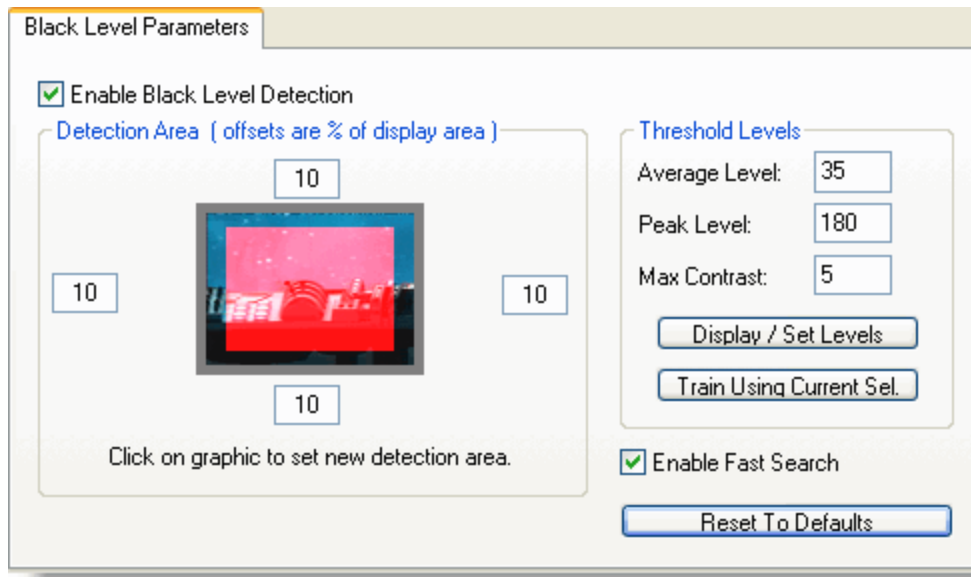 Black Level Parameters
Enable Black Level Detection
Detection Area ( offsets are % of display area )
10
10
10
10
Click on graphic to set new detection area.
Threshold Levels
Average Level: 35
Peak Level: 180
Max Contrast: 5
Display / Set Levels
Train Using Current Sel.
Enable Fast Search
Reset To Defaults